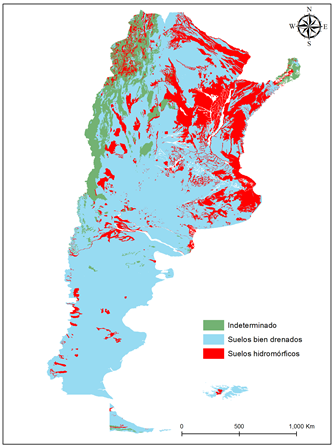 N
W E
S
Indeterminado
Suelos bien drenados
Suelos hidromórficos
0 500 1,000 Km